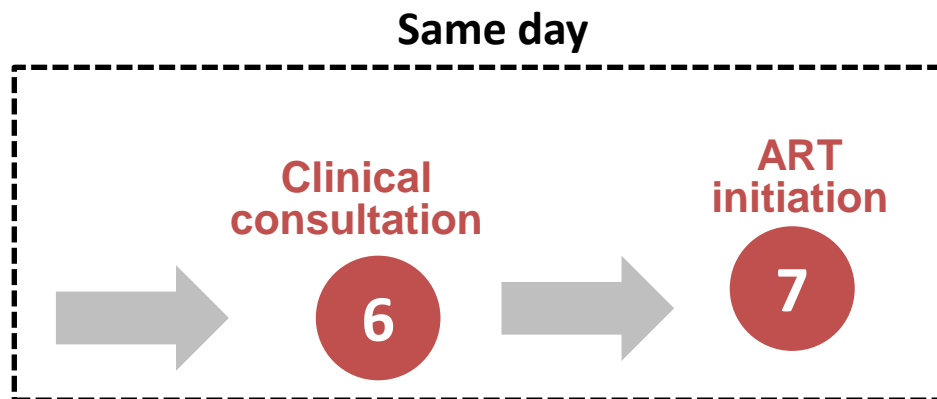 Same day
Clinical
consultation
6
ART
initiation
7